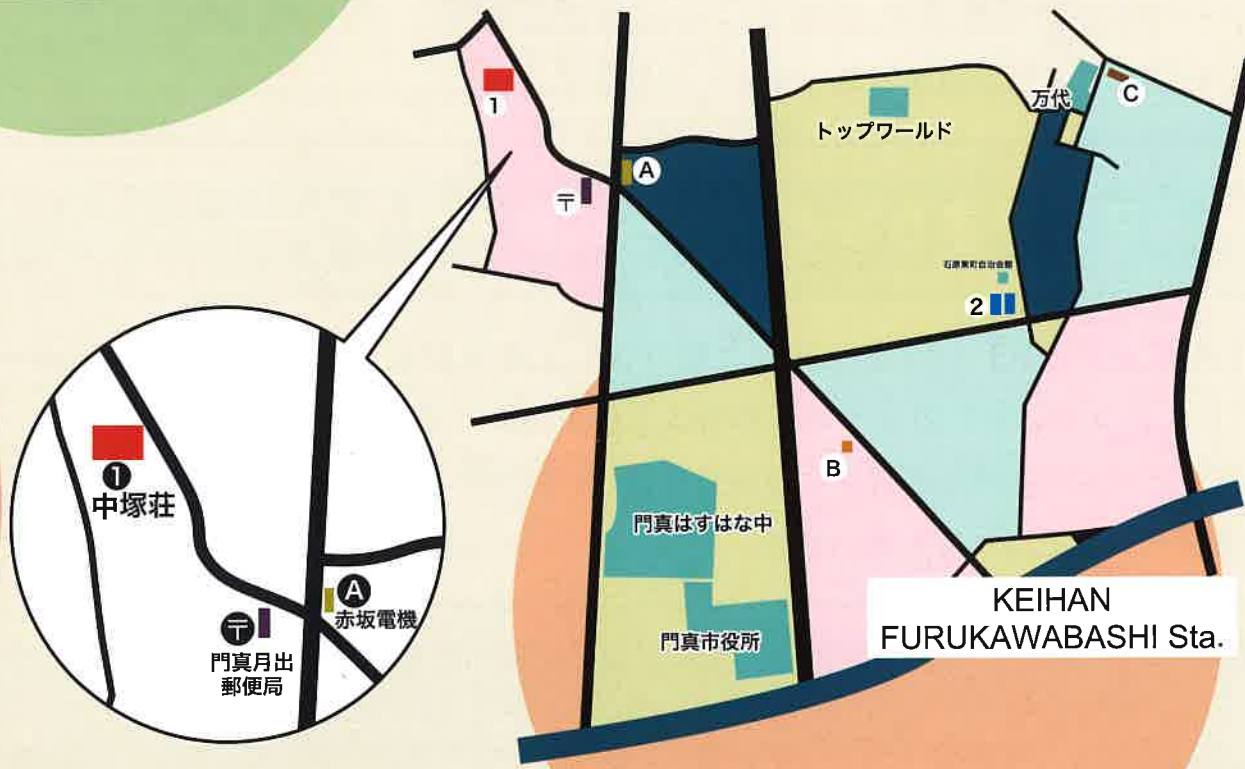 1
〒
A
トップワールド
万代
C
石原東町自治会館
2
B
門真はすはな中
門真市役所
KEIHAN
FURUKAWABASHI Sta.
1
中塚荘
A
赤坂電機
〒
門真月出
郵便局